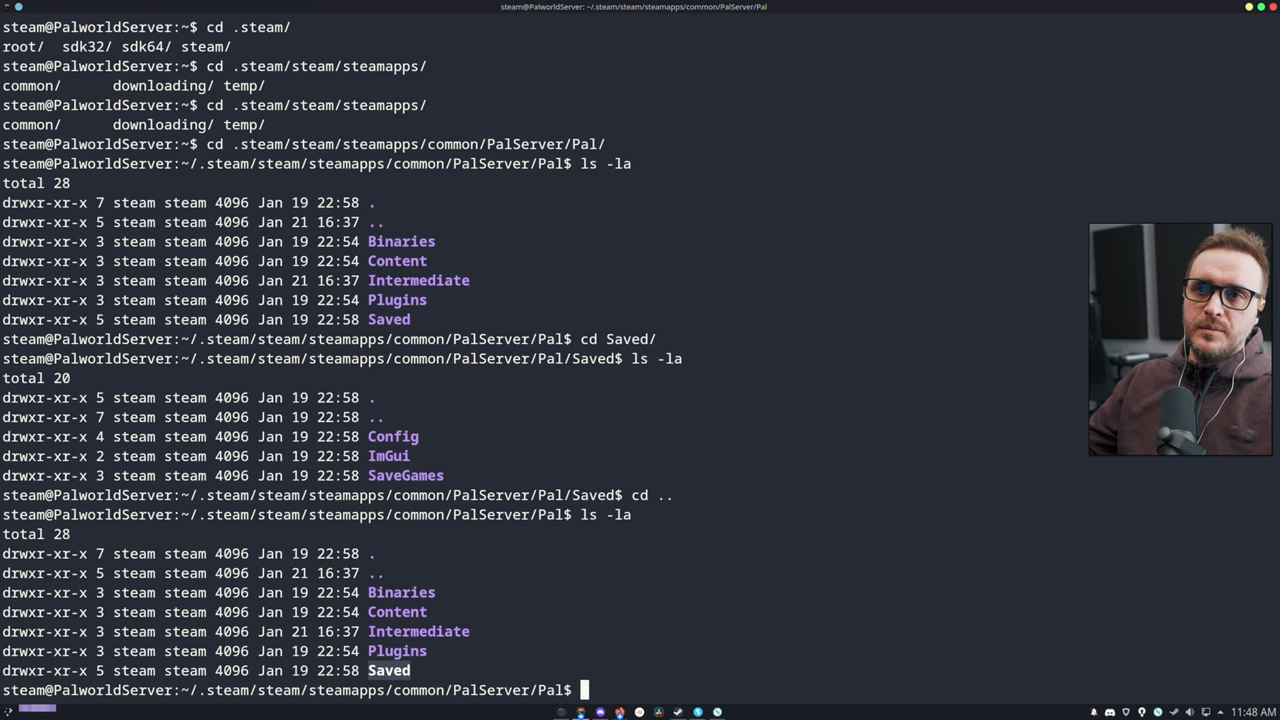 steam@PalworldServer: ~/.steam/steam/steamapps/common/PalServer/Pal
steam@PalworldServer:~$ cd .steam/
root/  sdk32/ sdk64/ steam/
steam@PalworldServer:~$ cd .steam/steam/steamapps/
common/      downloading/ temp/
steam@PalworldServer:~$ cd .steam/steam/steamapps/
common/      downloading/ temp/
steam@PalworldServer:~$ cd .steam/steam/steamapps/common/PalServer/Pal/
steam@PalworldServer:~/.steam/steam/steamapps/common/PalServer/Pal$ ls -la
total 28
drwxr-xr-x 7 steam steam 4096 Jan 19 22:58 .
drwxr-xr-x 5 steam steam 4096 Jan 21 16:37 ..
drwxr-xr-x 3 steam steam 4096 Jan 19 22:54 Binaries
drwxr-xr-x 3 steam steam 4096 Jan 19 22:54 Content
drwxr-xr-x 3 steam steam 4096 Jan 21 16:37 Intermediate
drwxr-xr-x 3 steam steam 4096 Jan 19 22:54 Plugins
drwxr-xr-x 5 steam steam 4096 Jan 19 22:58 Saved
steam@PalworldServer:~/.steam/steam/steamapps/common/PalServer/Pal$ cd Saved/
steam@PalworldServer:~/.steam/steam/steamapps/common/PalServer/Pal/Saved$ ls -la
total 20
drwxr-xr-x 5 steam steam 4096 Jan 19 22:58 .
drwxr-xr-x 7 steam steam 4096 Jan 19 22:58 ..
drwxr-xr-x 4 steam steam 4096 Jan 19 22:58 Config
drwxr-xr-x 2 steam steam 4096 Jan 19 22:58 ImGui
drwxr-xr-x 3 steam steam 4096 Jan 19 22:58 SaveGames
steam@PalworldServer:~/.steam/steam/steamapps/common/PalServer/Pal/Saved$ cd ..
steam@PalworldServer:~/.steam/steam/steamapps/common/PalServer/Pal$ ls -la
total 28
drwxr-xr-x 7 steam steam 4096 Jan 19 22:58 .
drwxr-xr-x 5 steam steam 4096 Jan 21 16:37 ..
drwxr-xr-x 3 steam steam 4096 Jan 19 22:54 Binaries
drwxr-xr-x 3 steam steam 4096 Jan 19 22:54 Content
drwxr-xr-x 3 steam steam 4096 Jan 21 16:37 Intermediate
drwxr-xr-x 3 steam steam 4096 Jan 19 22:54 Plugins
drwxr-xr-x 5 steam steam 4096 Jan 19 22:58 Saved
steam@PalworldServer:~/.steam/steam/steamapps/common/PalServer/Pal$
11:48 AM